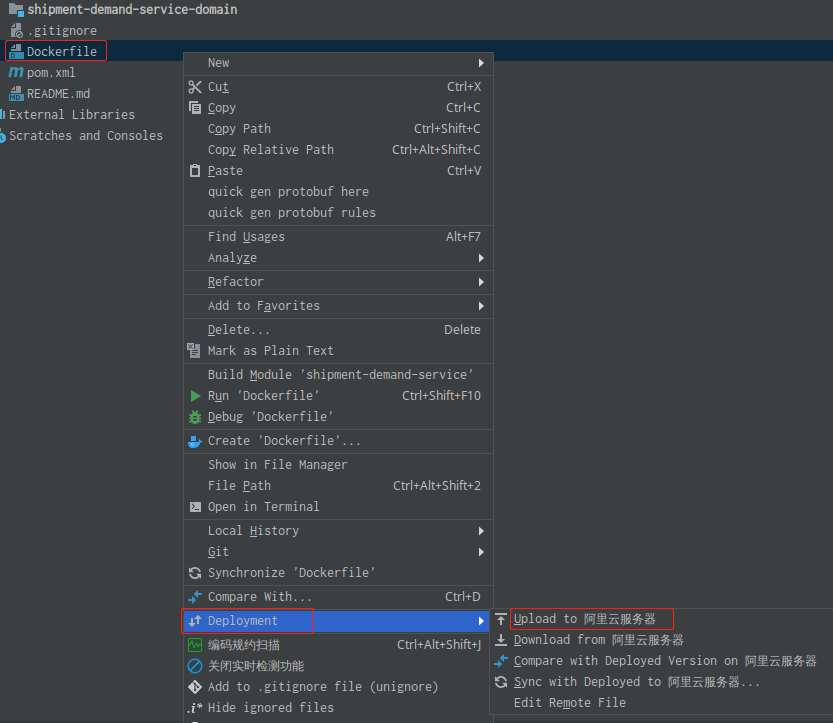 shipment-demand-service-domain
.gitignore
Dockerfile
pom.xml
README.md
External Libraries
Scratches and Consoles
New
Cut Ctrl+X
Copy Ctrl+C
Copy Path Ctrl+Shift+C
Copy Relative Path Ctrl+Alt+Shift+C
Paste Ctrl+V
quick gen protobuf here
quick gen protobuf rules
Find Usages Alt+F7
Analyze
Refactor
Add to Favorites
Delete... Delete
Mark as Plain Text
Build Module 'shipment-demand-service'
Run 'Dockerfile' Ctrl+Shift+F10
Debug 'Dockerfile'
Create 'Dockerfile'...
Show in File Manager
File Path Ctrl+Alt+Shift+2
Open in Terminal
Local History
Git
Synchronize 'Dockerfile'
Compare With... Ctrl+D
Deployment
编码规约扫描 Ctrl+Alt+Shift+J
关闭实时检测功能
Add to .gitignore file (unignore)
Hide ignored files
Upload to 阿里云服务器
Download from 阿里云服务器
Compare with Deployed Version on 阿里云服务器
Sync with Deployed to 阿里云服务器...
Edit Remote File